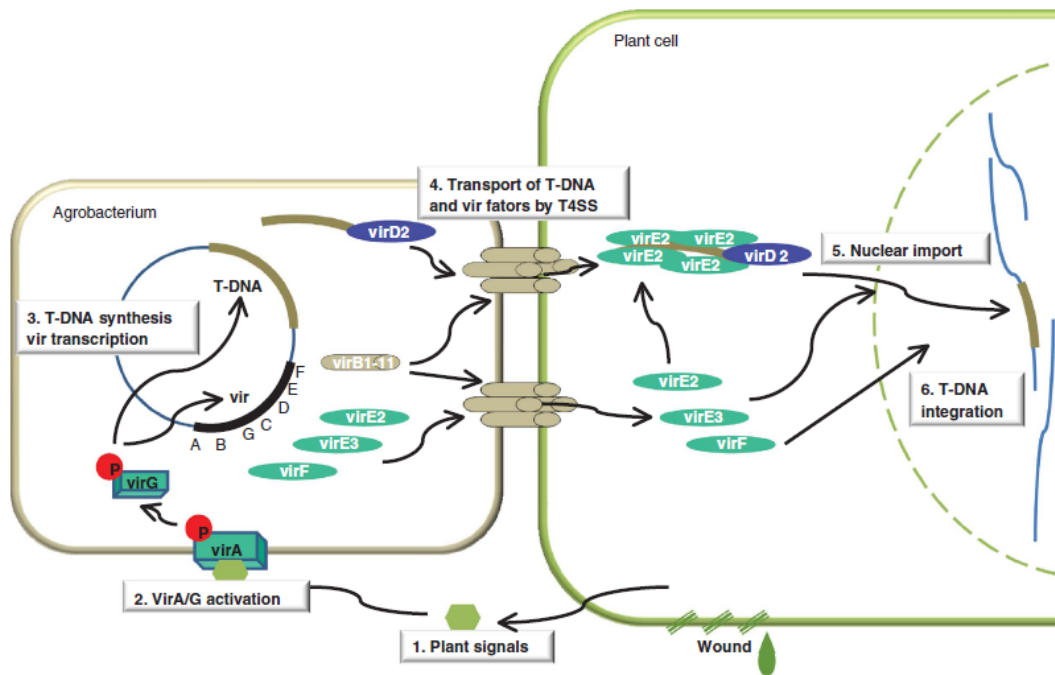 Plant cell
Agrobacterium
4. Transport of T-DNA
and vir fators by T4SS
virD2
virE2 virE2
virE2 virD 2
virE2
5. Nuclear import
T-DNA
3. T-DNA synthesis
vir transcription
virB1-11
F
E
D
C
G
B
A
vir
virE2
virE3
virF
virE2
virE3
virF
6. T-DNA
integration
P
virG
P
virA
2. VirA/G activation
1. Plant signals
Wound